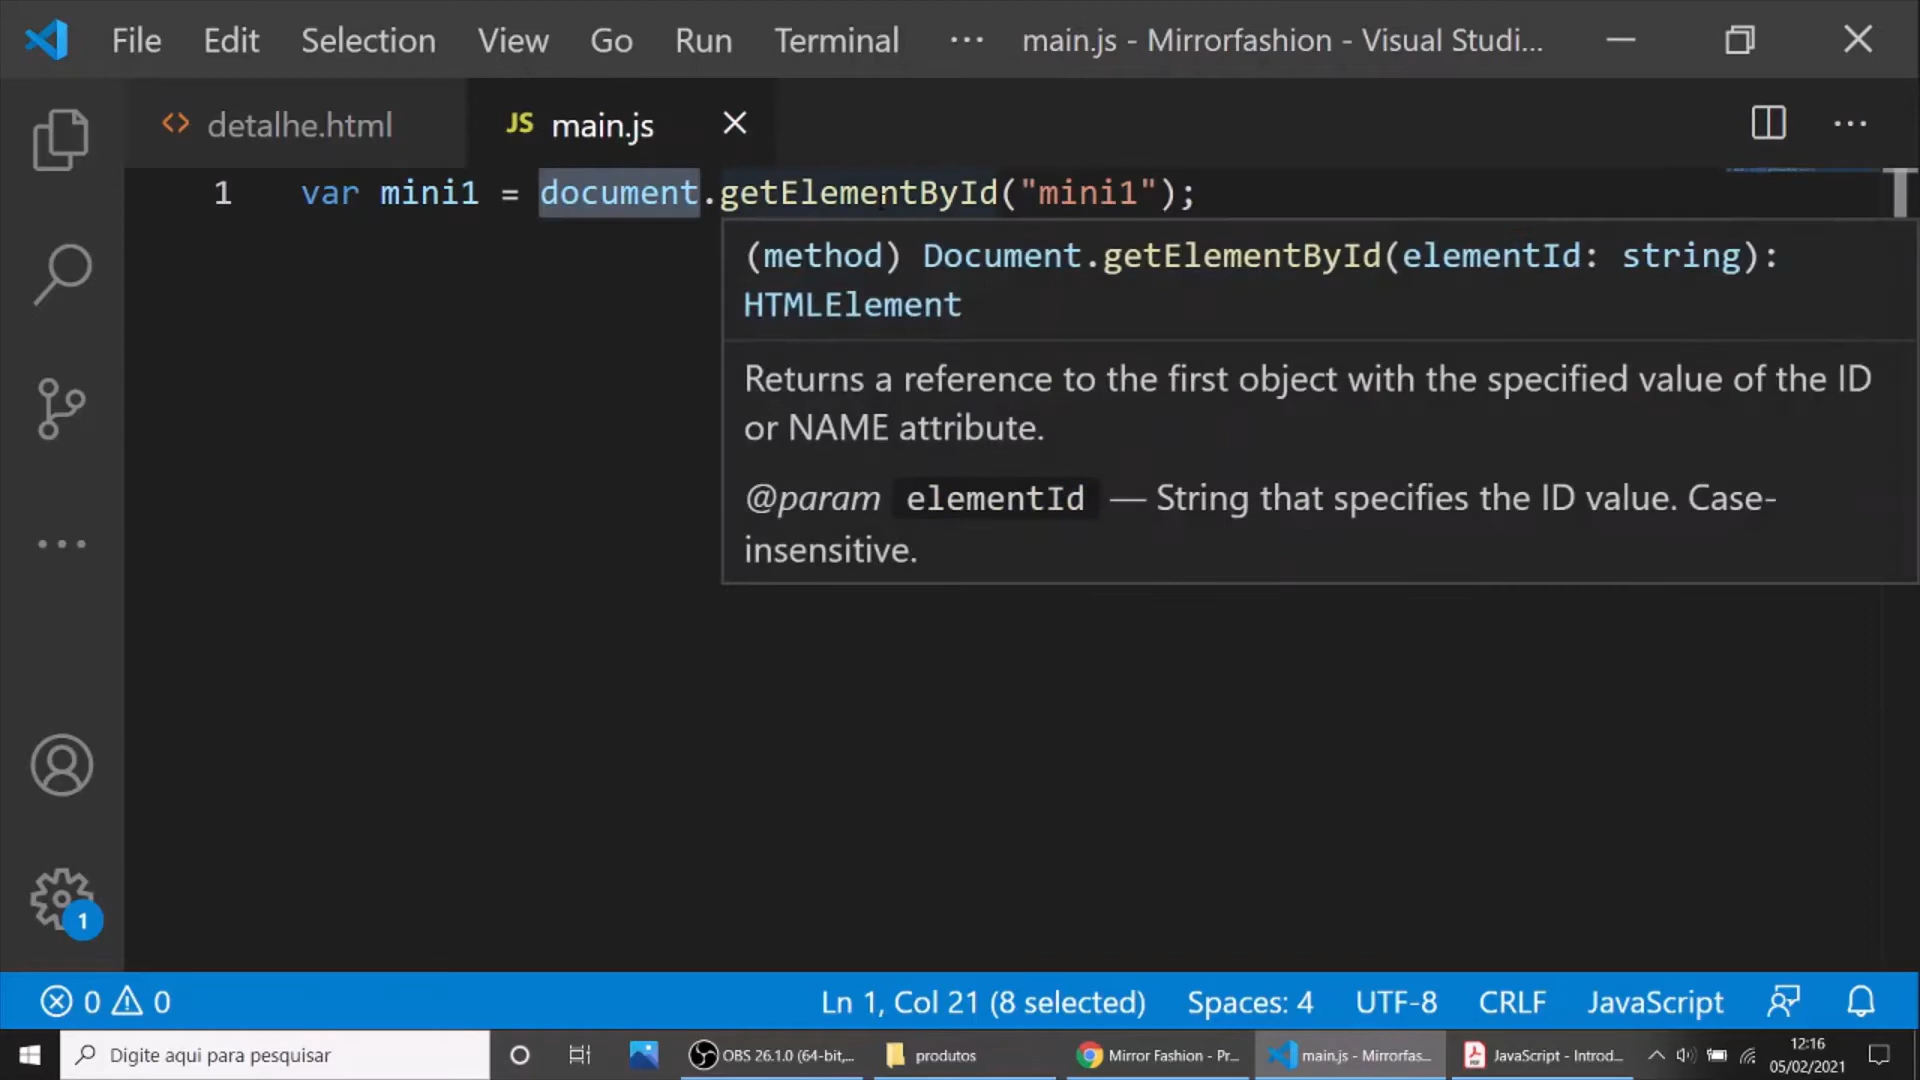 File Edit Selection View Go Run Terminal ··· main.js - Mirrorfashion - Visual Studi...
<> detalhe.html JS main.js
1 var mini1 = document.getElementById("mini1");
(method) Document.getElementById(elementId: string):
HTMLElement
Returns a reference to the first object with the specified value of the ID
or NAME attribute.
@param elementId — String that specifies the ID value. Case-
insensitive.
1
0 0 Ln 1, Col 21 (8 selected) Spaces: 4 UTF-8 CRLF JavaScript
Digite aqui para pesquisar OBS 26.1.0 (64-bit,... produtos Mirror Fashion - Pr... main.js - Mirrorfas... JavaScript - Introd... 12:16
05/02/2021